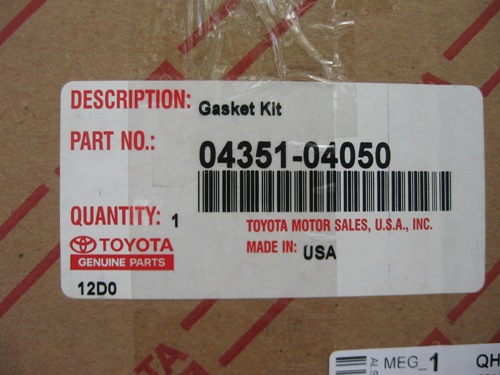 DESCRIPTION: Gasket Kit
PART NO.: 04351-04050
QUANTITY: 1
TOYOTA MOTOR SALES, U.S.A., INC.
MADE IN: USA
TOYOTA
GENUINE PARTS
12D0
MEG_1 QH